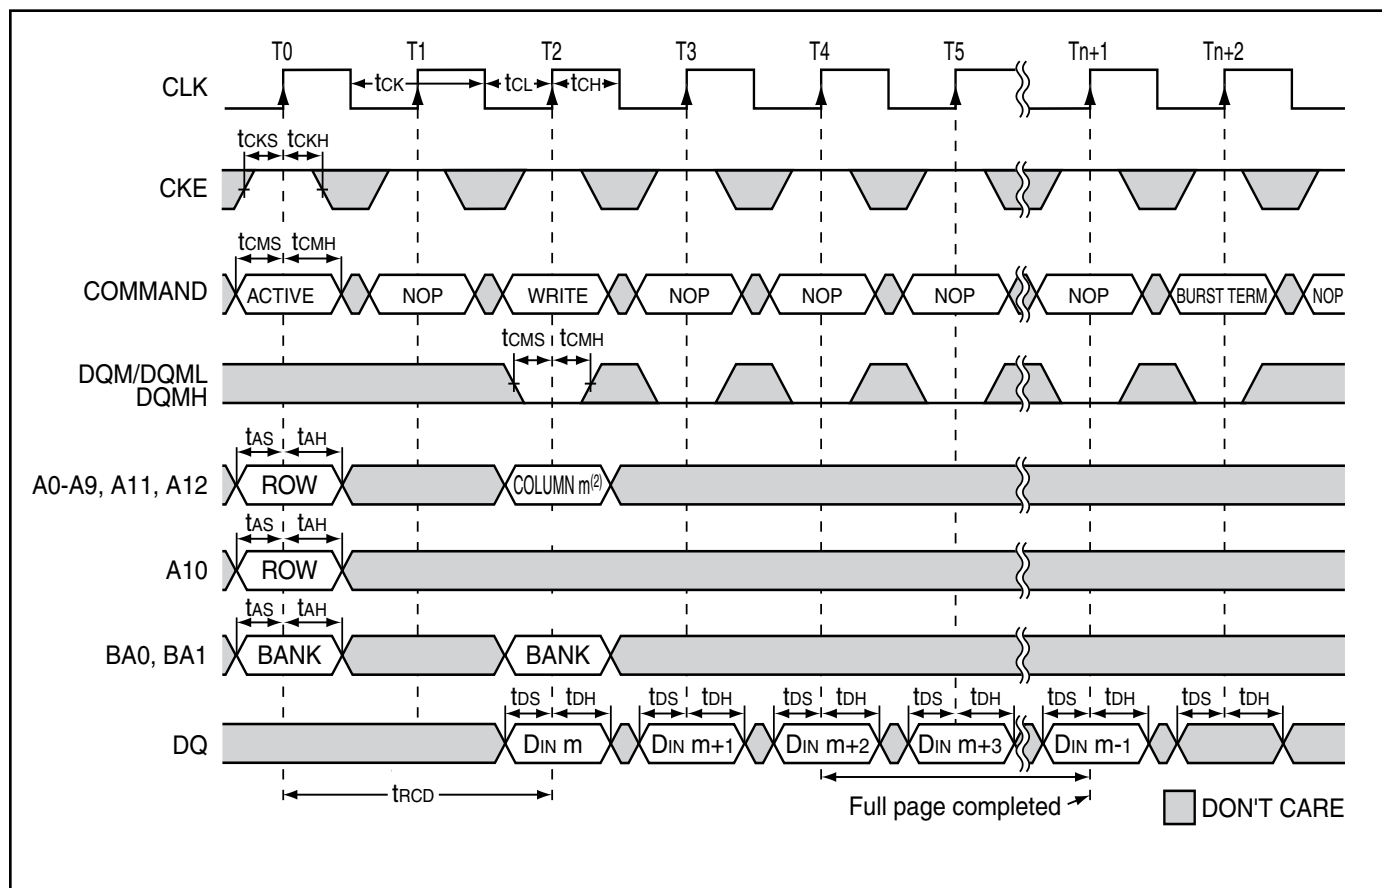 T0 T1 T2 T3 T4 T5 Tn+1 Tn+2
CLK tCK tCL tCH
tCKS tCKH
CKE
tCMS tCMH
COMMAND ACTIVE NOP WRITE NOP NOP NOP NOP BURST TERM NOP
tCMS tCMH
DQM/DQML
DQMH
tAS tAH
A0-A9, A11, A12 ROW COLUMN m(2)
tAS tAH
A10 ROW
tAS tAH
BA0, BA1 BANK BANK
tDS tDH tDS tDH tDS tDH tDS tDH tDS tDH tDS tDH
DQ DIN m DIN m+1 DIN m+2 DIN m+3 DIN m-1
tRCD
Full page completed
DON'T CARE